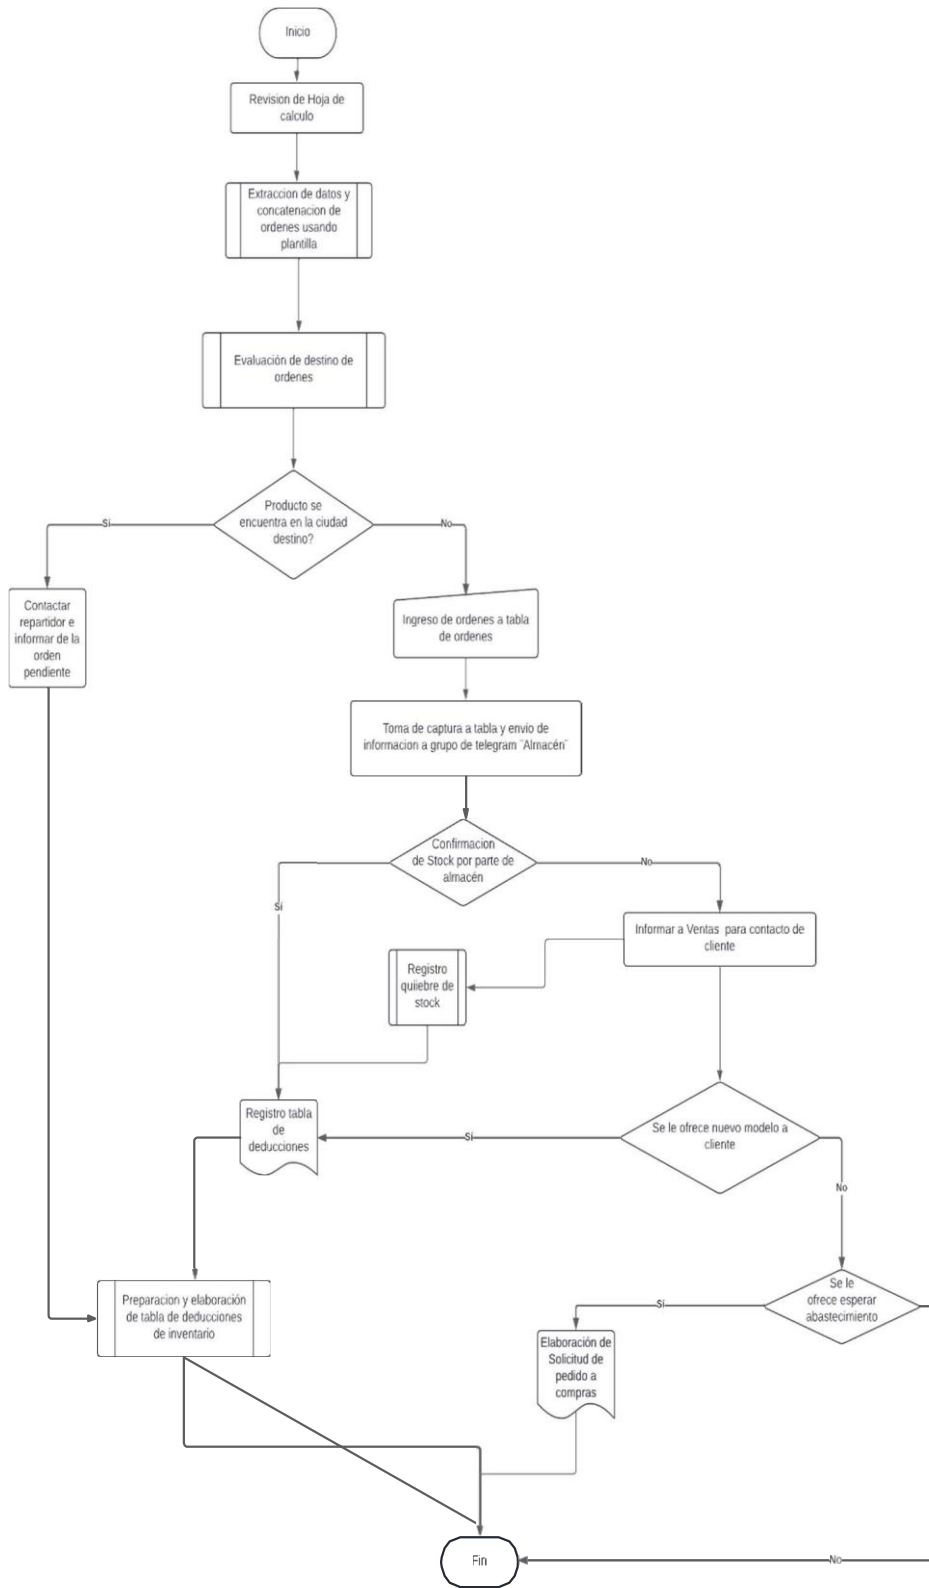 Inicio
Revision de Hoja de
calculo
Extraccion de datos y
concatenacion de
ordenes usando
plantilla
Evaluación de destino de
ordenes
Producto se
encuentra en la ciudad
destino?
Si
No
Contactar
repartidor e
informar de la
orden
pendiente
Ingreso de ordenes a tabla
de ordenes
Toma de captura a tabla y envio de
informacion a grupo de telegram ¨Almacén¨
Confirmacion
de Stock por parte de
almacén
No
Sí
Informar a Ventas para contacto de
cliente
Registro
quiiebre de
stock
Registro tabla
de
deducciones
Sí
Se le ofrece nuevo modelo a
cliente
No
Preparacion y elaboración
de tabla de deducciones
de inventario
Sí
Se le
ofrece esperar
abastecimiento
Elaboración de
Solicitud de
pedido a
compras
Fin
No